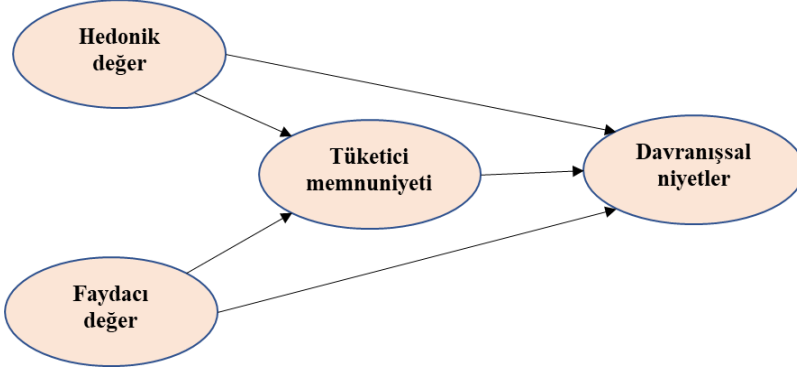 Hedonik
değer
Tüketici
memnuniyeti
Davranışsal
niyetler
Faydacı
değer